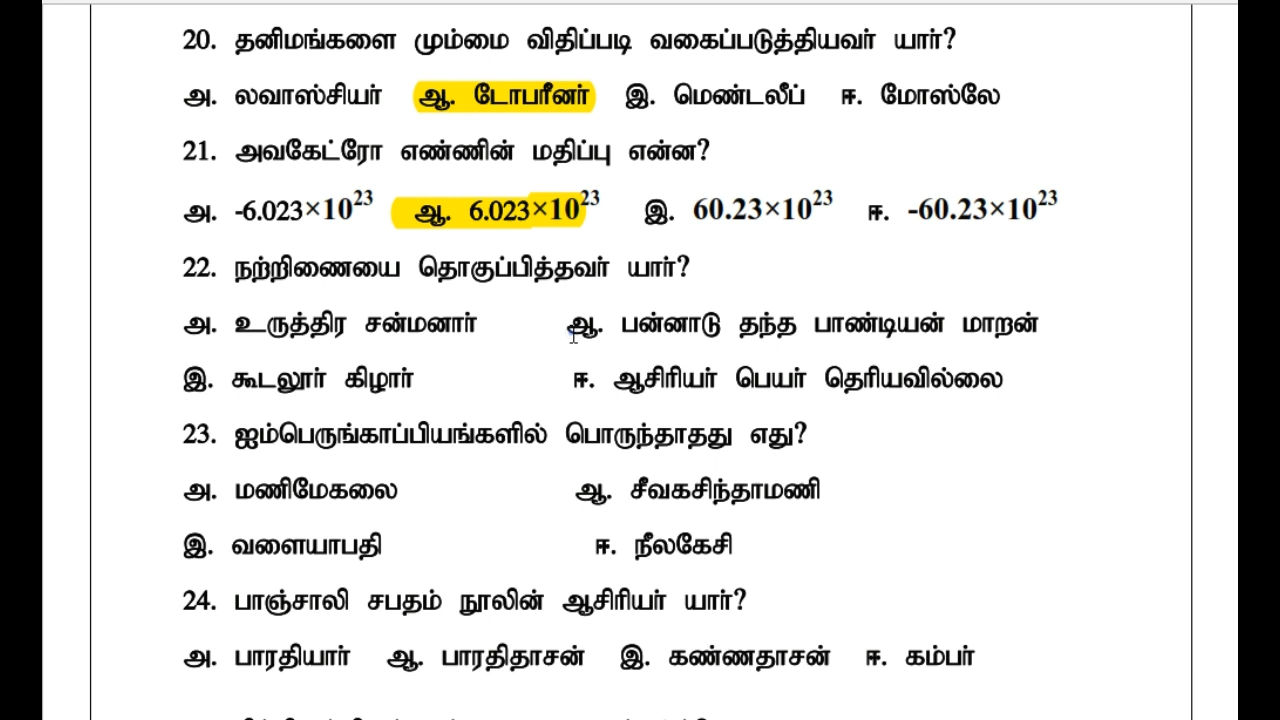 20. தனிமங்களை மும்மை விதிப்படி வகைப்படுத்தியவர் யார்?
அ. லவாஸ்சியர் ஆ. டோபரீனர் இ. மெண்டலீப் ஈ. மோஸ்லே
21. அவகேட்ரோ எண்ணின் மதிப்பு என்ன?
அ. -6.023×10²³ ஆ. 6.023×10²³ இ. 60.23×10²³ ஈ. -60.23×10²³
22. நற்றிணையை தொகுப்பித்தவர் யார்?
அ. உருத்திர சன்மனார் ஆ. பன்னாடு தந்த பாண்டியன் மாறன்
இ. கூடலூர் கிழார் ஈ. ஆசிரியர் பெயர் தெரியவில்லை
23. ஐம்பெருங்காப்பியங்களில் பொருந்தாதது எது?
அ. மணிமேகலை ஆ. சீவகசிந்தாமணி
இ. வளையாபதி ஈ. நீலகேசி
24. பாஞ்சாலி சபதம் நூலின் ஆசிரியர் யார்?
அ. பாரதியார் ஆ. பாரதிதாசன் இ. கண்ணதாசன் ஈ. கம்பர்